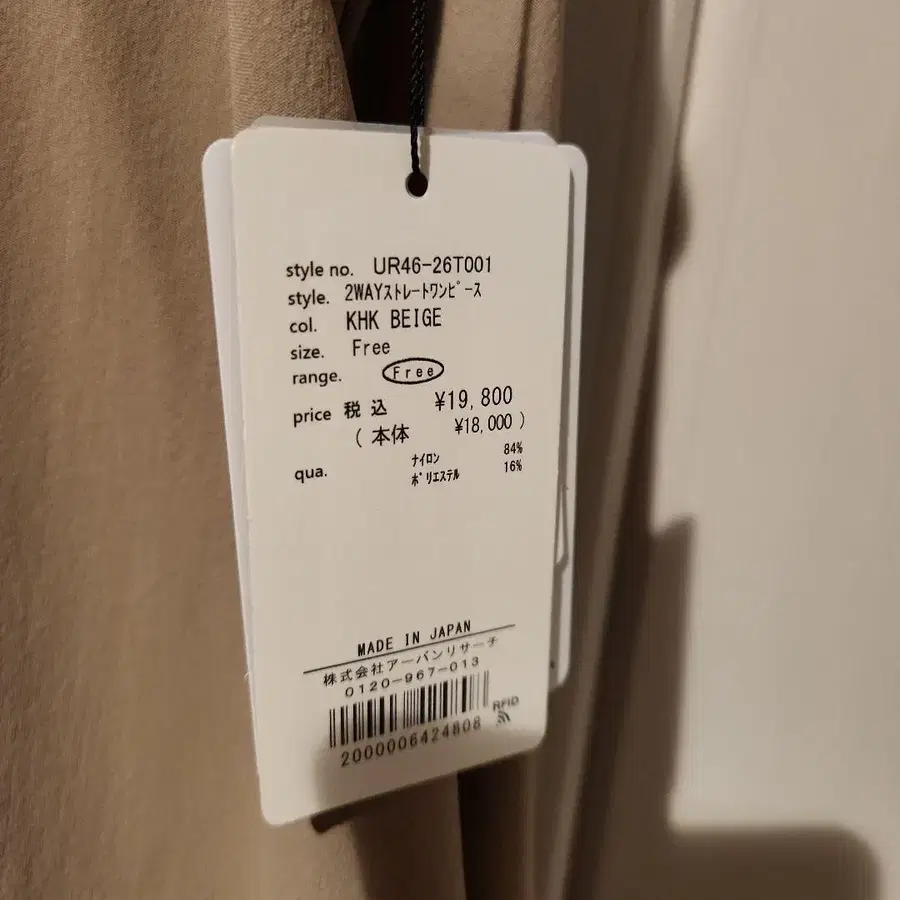 style no. UR46-26T001
style. 2WAYｽﾄﾚｰﾄﾜﾝﾋﾟｰｽ
col. KHK BEIGE
size. Free
range. Free
price 税込 ¥19,800
( 本体 ¥18,000 )
qua. ﾅｲﾛﾝ 84%
ﾎﾟﾘｴｽﾃﾙ 16%
MADE IN JAPAN
株式会社アーバンリサーチ
0120-967-013
2000006424808
RFID